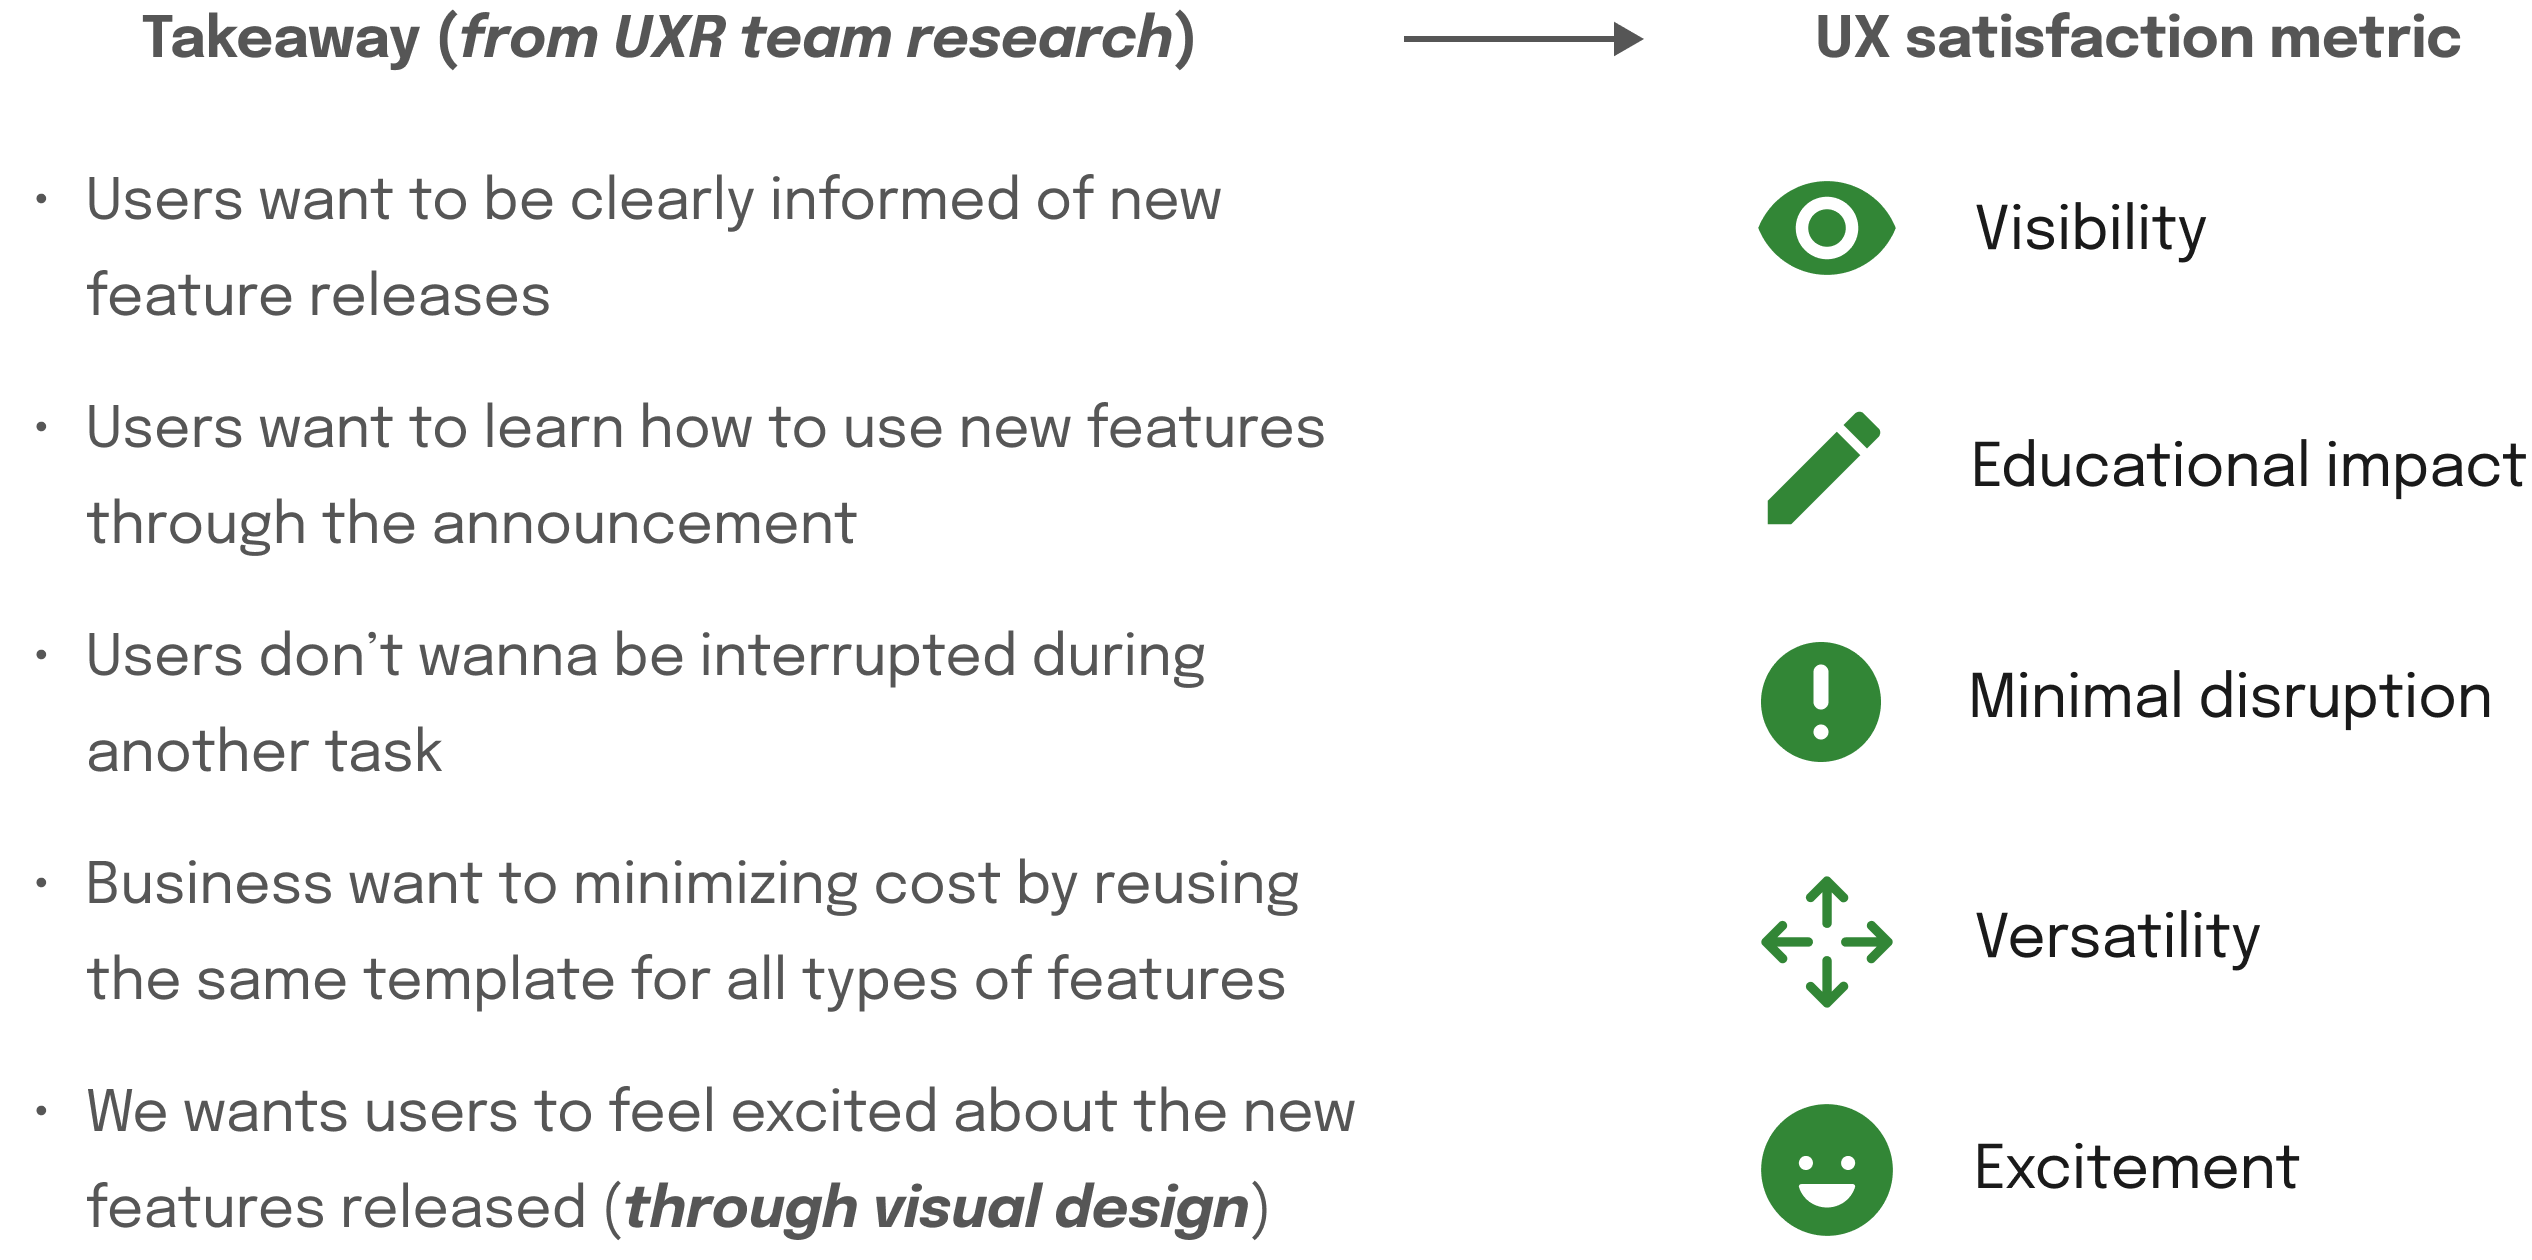 Takeaway (from UXR team research)
UX satisfaction metric
• Users want to be clearly informed of new
feature releases
Visibility
• Users want to learn how to use new features
through the announcement
Educational impact
• Users don’t wanna be interrupted during
another task
Minimal disruption
• Business want to minimizing cost by reusing
the same template for all types of features
Versatility
• We wants users to feel excited about the new
features released (through visual design)
Excitement